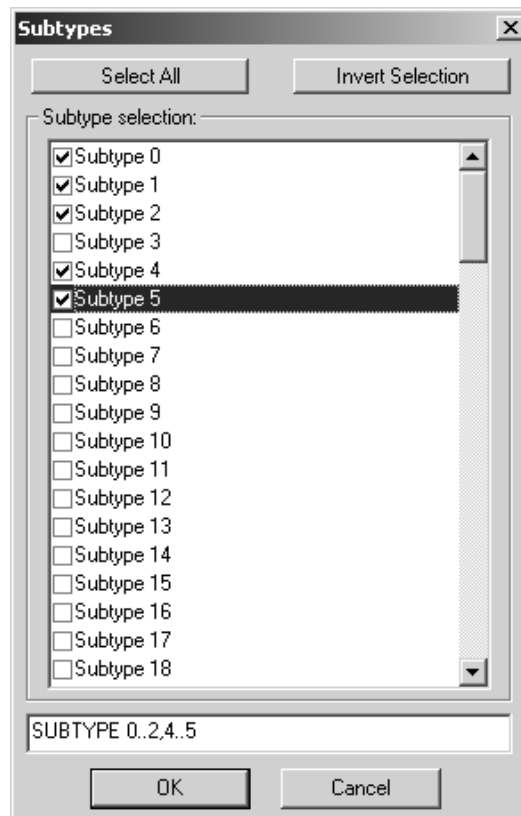 Subtypes
Select All Invert Selection
Subtype selection:
Subtype 0
Subtype 1
Subtype 2
Subtype 3
Subtype 4
Subtype 5
Subtype 6
Subtype 7
Subtype 8
Subtype 9
Subtype 10
Subtype 11
Subtype 12
Subtype 13
Subtype 14
Subtype 15
Subtype 16
Subtype 17
Subtype 18
SUBTYPE 0..2,4..5
OK Cancel